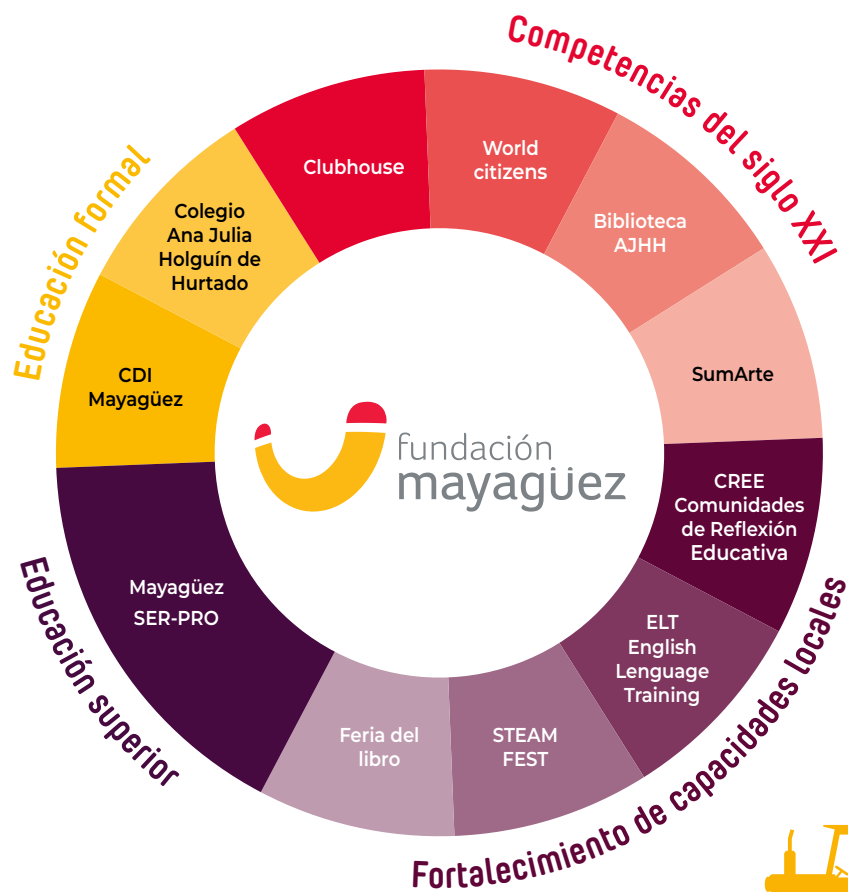 Competencias del siglo XXI
Clubhouse
World
citizens
Biblioteca
AJHH
SumArte
Educación formal
Colegio
Ana Julia
Holguín de
Hurtado
CDI
Mayagüez
fundación
mayagüez
Educación superior
Mayagüez
SER-PRO
Fortalecimiento de capacidades locales
CREE
Comunidades
de Reflexión
Educativa
ELT
English
Lenguage
Training
STEAM
FEST
Feria del
libro